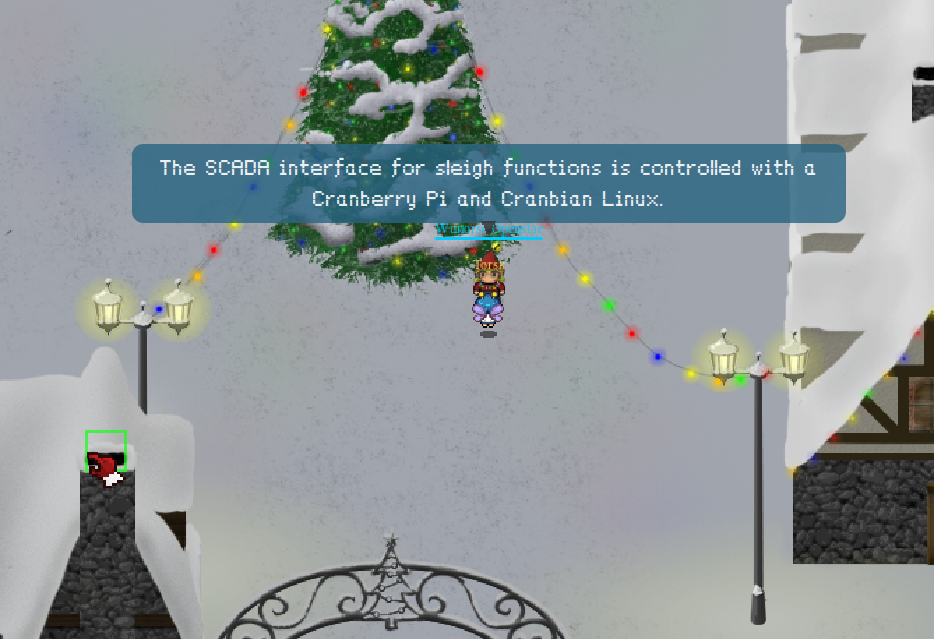 The SCADA interface for sleigh functions is controlled with a
Cranberry Pi and Cranbian Linux.